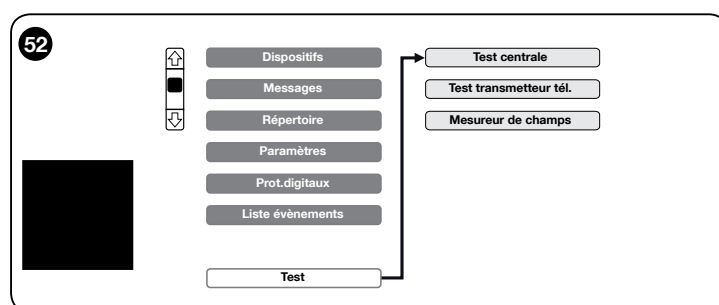 52
Dispositifs
Messages
Répertoire
Paramètres
Prot.digitaux
Liste évènements
Test
Test centrale
Test transmetteur tél.
Mesureur de champs